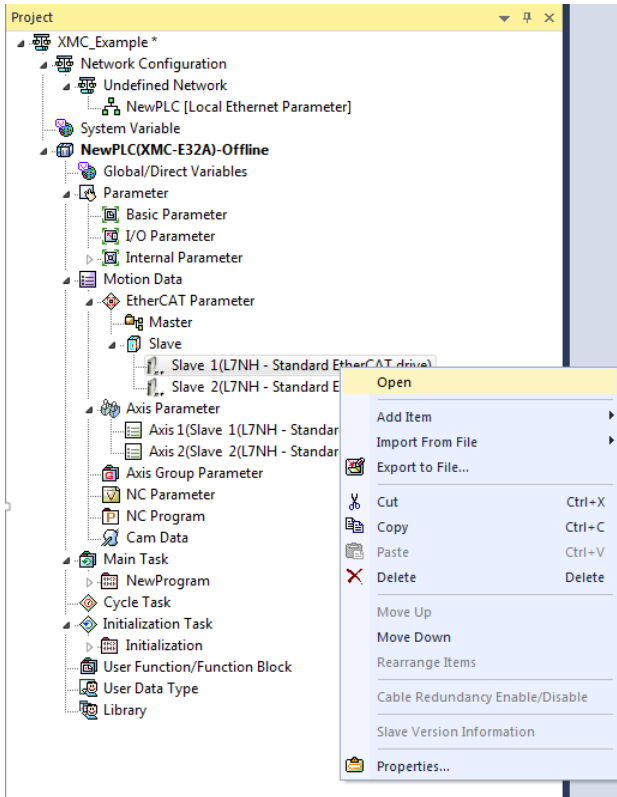 Project
XMC_Example *
Network Configuration
Undefined Network
NewPLC [Local Ethernet Parameter]
System Variable
NewPLC(XMC-E32A)-Offline
Global/Direct Variables
Parameter
Basic Parameter
I/O Parameter
Internal Parameter
Motion Data
EtherCAT Parameter
Master
Slave
Slave 1(L7NH - Standard EtherCAT drive)
Slave 2(L7NH - Standard E
Axis Parameter
Axis 1(Slave 1(L7NH - Standar
Axis 2(Slave 2(L7NH - Standar
Axis Group Parameter
NC Parameter
NC Program
Cam Data
Main Task
NewProgram
Cycle Task
Initialization Task
Initialization
User Function/Function Block
User Data Type
Library
Open
Add Item
Import From File
Export to File...
Cut Ctrl+X
Copy Ctrl+C
Paste Ctrl+V
Delete Delete
Move Up
Move Down
Rearrange Items
Cable Redundancy Enable/Disable
Slave Version Information
Properties...